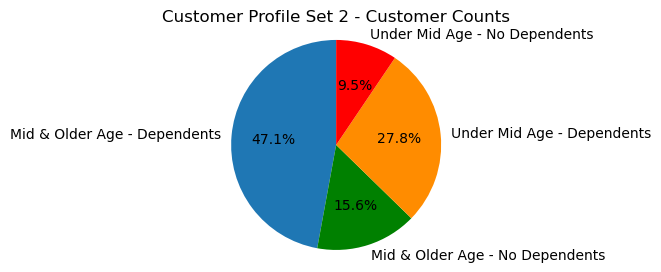 Customer Profile Set 2 - Customer Counts
Under Mid Age - No Dependents
9.5%
Mid & Older Age - Dependents
47.1%
27.8%
Under Mid Age - Dependents
15.6%
Mid & Older Age - No Dependents